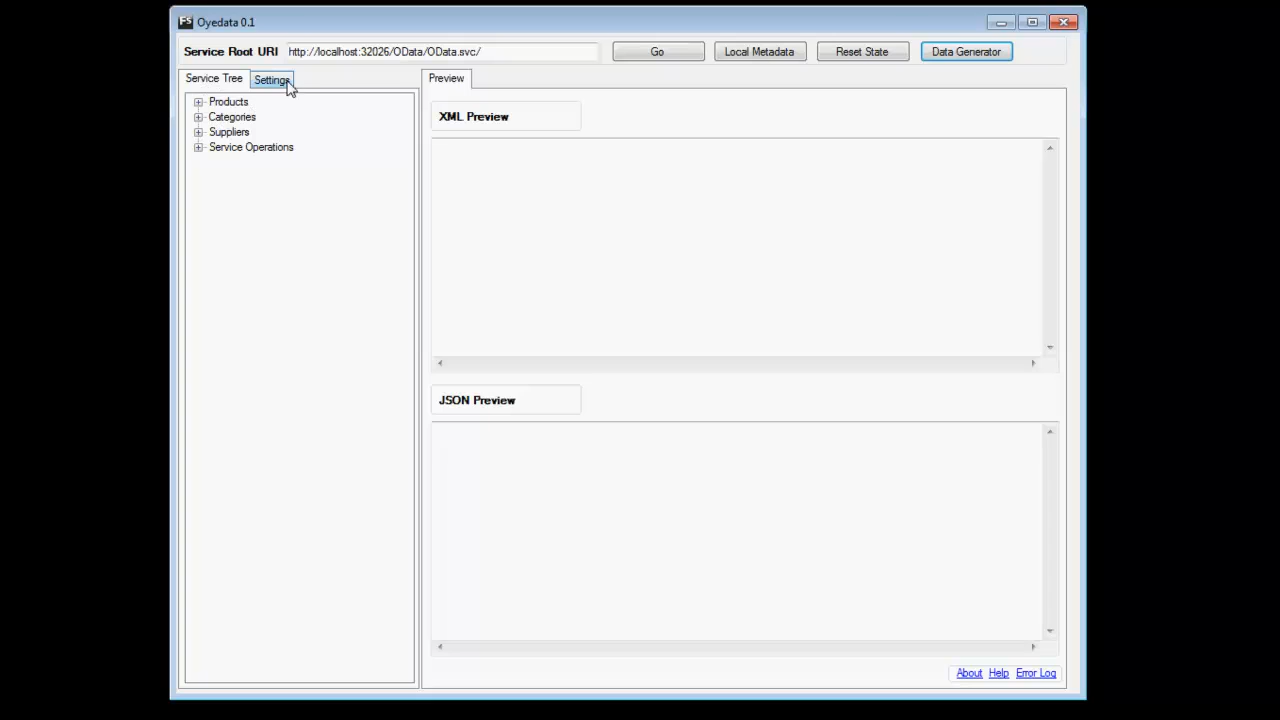 FS Oyedata 0.1
Service Root URI http://localhost:32026/OData/OData.svc/ Go Local Metadata Reset State Data Generator
Service Tree Settings Preview
Products
Categories
Suppliers
Service Operations
XML Preview
JSON Preview
About Help Error Log